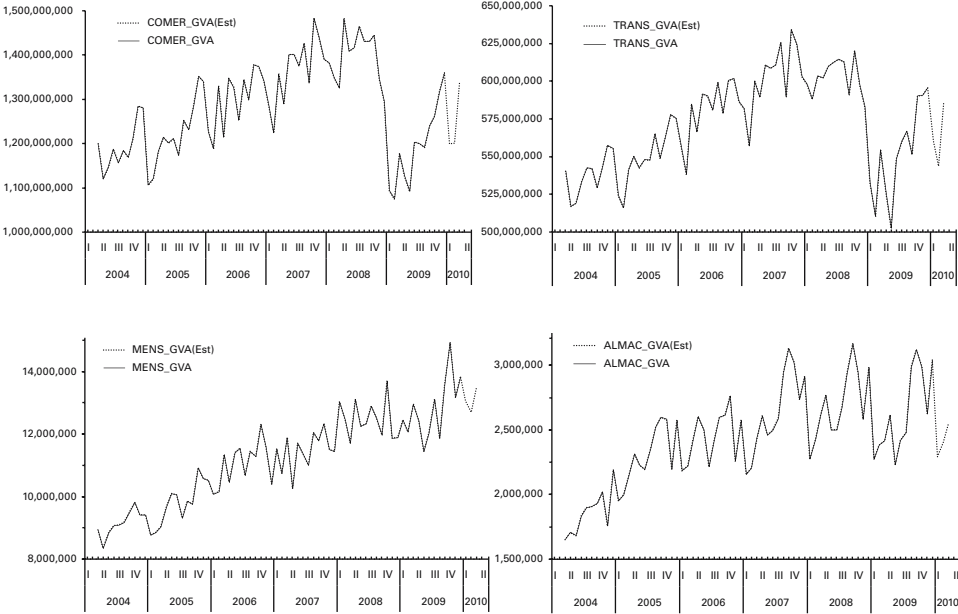 COMER_GVA(Est)
COMER_GVA
1,500,000,000
1,400,000,000
1,300,000,000
1,200,000,000
1,100,000,000
1,000,000,000
I II III IV I II III IV I II III IV I II III IV I II III IV I II III IV I II
2004 2005 2006 2007 2008 2009 2010
TRANS_GVA(Est)
TRANS_GVA
650,000,000
625,000,000
600,000,000
575,000,000
550,000,000
525,000,000
500,000,000
I II III IV I II III IV I II III IV I II III IV I II III IV I II III IV I II
2004 2005 2006 2007 2008 2009 2010
MENS_GVA(Est)
MENS_GVA
14,000,000
12,000,000
10,000,000
8,000,000
I II III IV I II III IV I II III IV I II III IV I II III IV I II III IV I II
2004 2005 2006 2007 2008 2009 2010
ALMAC_GVA(Est)
ALMAC_GVA
3,000,000
2,500,000
2,000,000
1,500,000
I II III IV I II III IV I II III IV I II III IV I II III IV I II III IV I II
2004 2005 2006 2007 2008 2009 2010